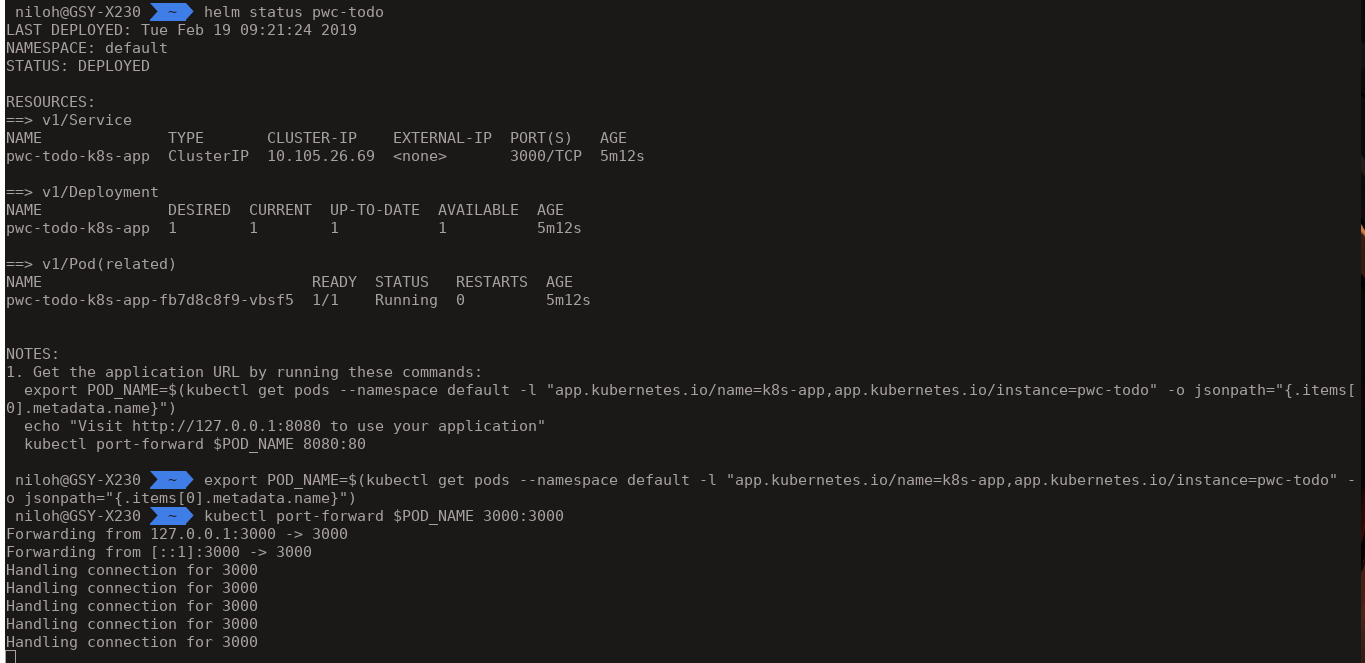 niloh@GSY-X230 ~ helm status pwc-todo
LAST DEPLOYED: Tue Feb 19 09:21:24 2019
NAMESPACE: default
STATUS: DEPLOYED
RESOURCES:
==> v1/Service
NAME              TYPE       CLUSTER-IP    EXTERNAL-IP  PORT(S)   AGE
pwc-todo-k8s-app  ClusterIP  10.105.26.69  <none>       3000/TCP  5m12s
==> v1/Deployment
NAME              DESIRED  CURRENT  UP-TO-DATE  AVAILABLE  AGE
pwc-todo-k8s-app  1        1        1           1          5m12s
==> v1/Pod(related)
NAME                              READY  STATUS   RESTARTS  AGE
pwc-todo-k8s-app-fb7d8c8f9-vbsf5  1/1    Running  0         5m12s
NOTES:
1. Get the application URL by running these commands:
  export POD_NAME=$(kubectl get pods --namespace default -l "app.kubernetes.io/name=k8s-app,app.kubernetes.io/instance=pwc-todo" -o jsonpath="{.items[
0].metadata.name}")
  echo "Visit http://127.0.0.1:8080 to use your application"
  kubectl port-forward $POD_NAME 8080:80
niloh@GSY-X230 ~ export POD_NAME=$(kubectl get pods --namespace default -l "app.kubernetes.io/name=k8s-app,app.kubernetes.io/instance=pwc-todo" -
o jsonpath="{.items[0].metadata.name}")
niloh@GSY-X230 ~ kubectl port-forward $POD_NAME 3000:3000
Forwarding from 127.0.0.1:3000 -> 3000
Forwarding from [::1]:3000 -> 3000
Handling connection for 3000
Handling connection for 3000
Handling connection for 3000
Handling connection for 3000
Handling connection for 3000